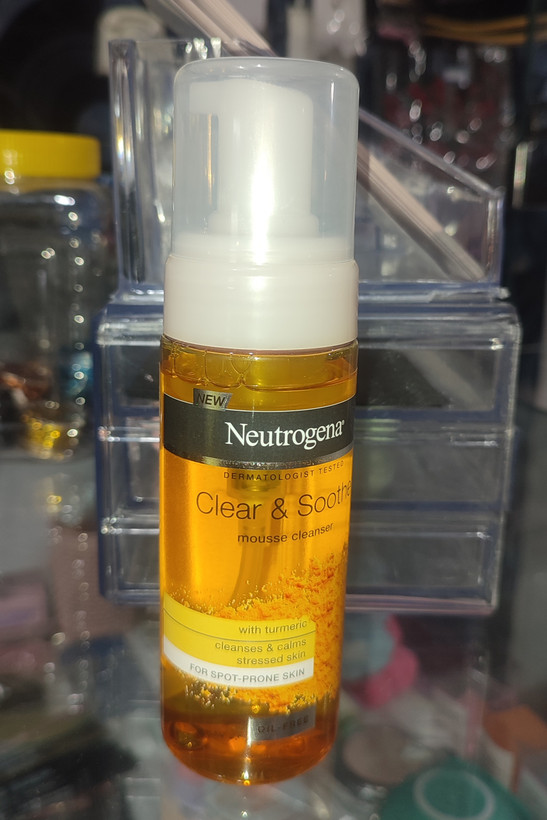 NEW
Neutrogena®
DERMATOLOGIST TESTED
Clear & Soothe
mousse cleanser
with turmeric
cleanses & calms
stressed skin
FOR SPOT-PRONE SKIN
OIL-FREE